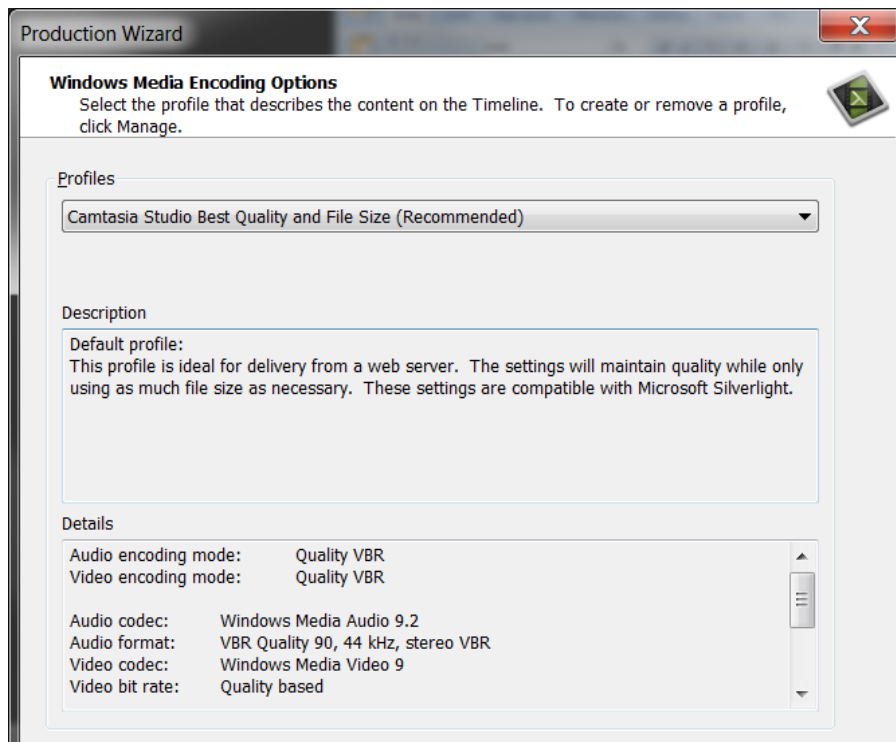 Production Wizard
Windows Media Encoding Options
Select the profile that describes the content on the Timeline.  To create or remove a profile,
click Manage.
Profiles
Camtasia Studio Best Quality and File Size (Recommended)
Description
Default profile:
This profile is ideal for delivery from a web server.  The settings will maintain quality while only
using as much file size as necessary.  These settings are compatible with Microsoft Silverlight.
Details
Audio encoding mode: Quality VBR
Video encoding mode: Quality VBR
Audio codec: Windows Media Audio 9.2
Audio format: VBR Quality 90, 44 kHz, stereo VBR
Video codec: Windows Media Video 9
Video bit rate: Quality based